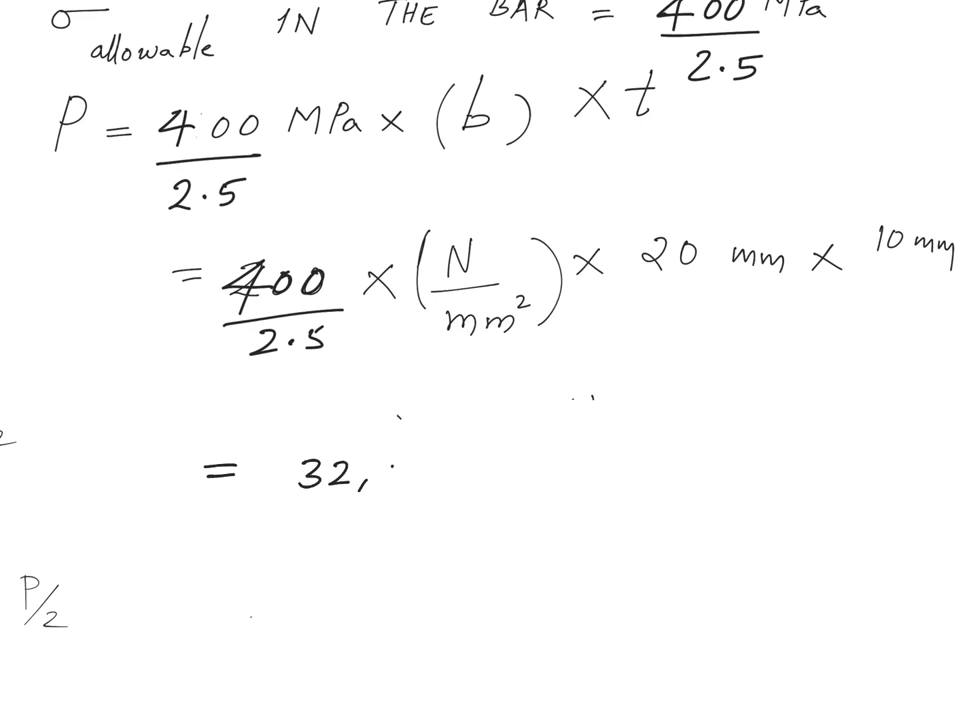 σ allowable IN THE BAR = 400 MPa / 2.5
P = 400 / 2.5 MPa × (b) × t
= 400 / 2.5 × (N / mm²) × 20 mm × 10 mm
= 32,
P/2